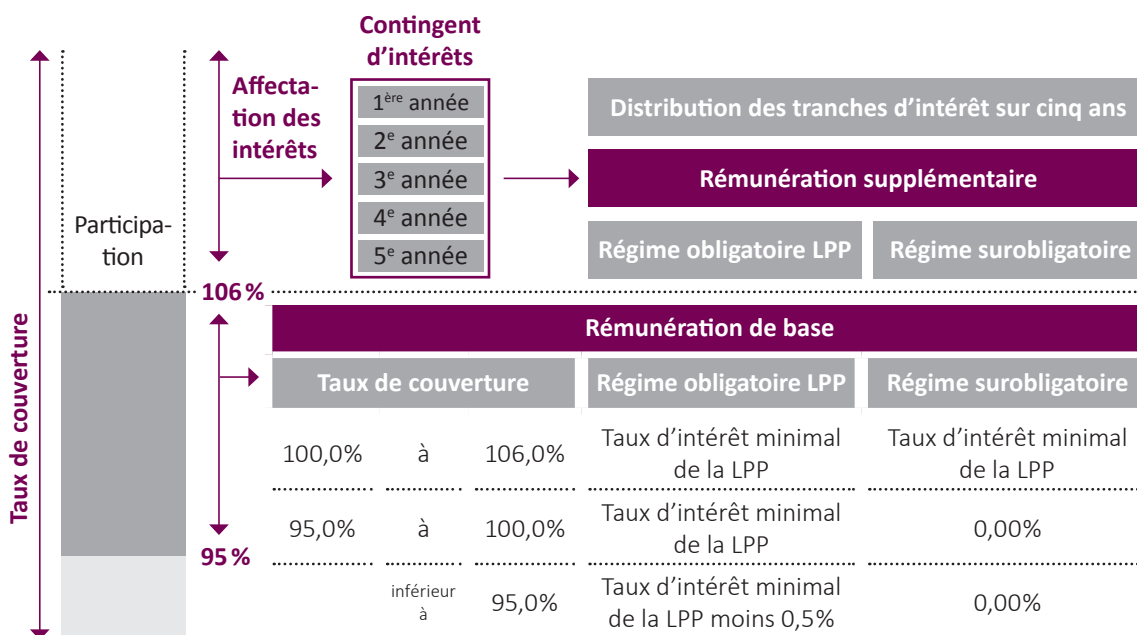 Contingent
d’intérêts
Affecta-
tion des
intérêts
1ère année
2e année
3e année
4e année
5e année
Distribution des tranches d’intérêt sur cinq ans
Rémunération supplémentaire
Régime obligatoire LPP
Régime surobligatoire
Participa-
tion
Taux de couverture
106 %
95 %
Rémunération de base
Taux de couverture Régime obligatoire LPP Régime surobligatoire
100,0% à 106,0% Taux d’intérêt minimal de la LPP Taux d’intérêt minimal de la LPP
95,0% à 100,0% Taux d’intérêt minimal de la LPP 0,00%
inférieur à 95,0% Taux d’intérêt minimal de la LPP moins 0,5% 0,00%